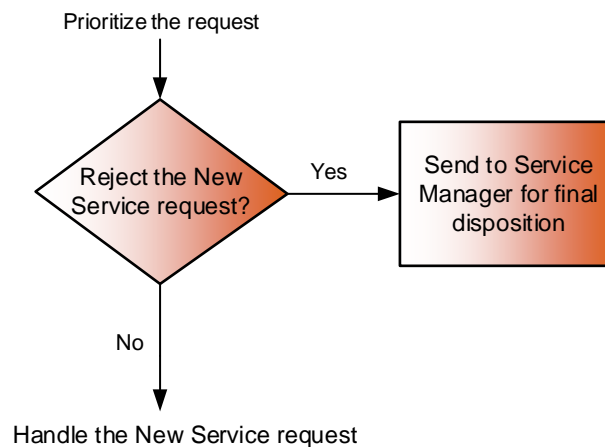 Prioritize the request
Reject the New
Service request?
Yes
Send to Service
Manager for final
disposition
No
Handle the New Service request